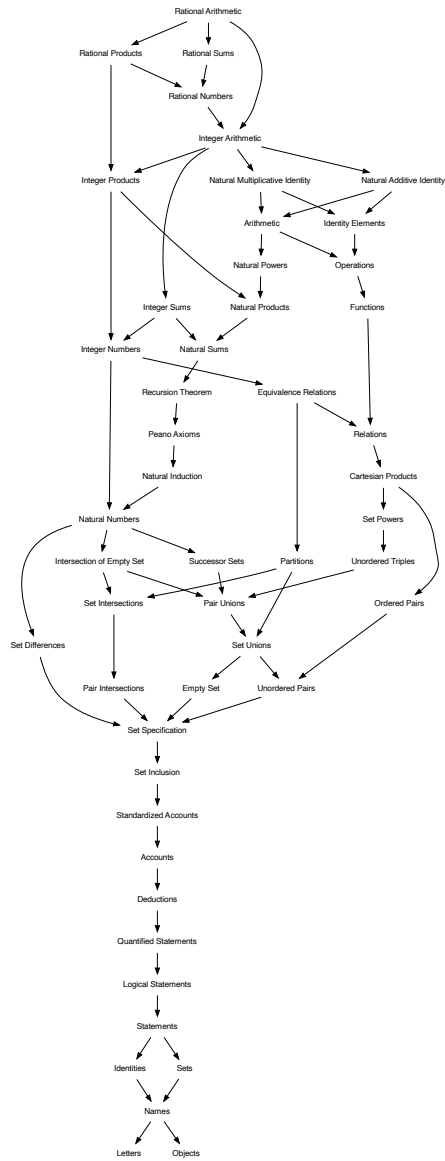 Rational Arithmetic
Rational Products
Rational Sums
Rational Numbers
Integer Arithmetic
Integer Products
Natural Multiplicative Identity
Natural Additive Identity
Arithmetic
Identity Elements
Natural Powers
Operations
Integer Sums
Natural Products
Functions
Integer Numbers
Natural Sums
Recursion Theorem
Equivalence Relations
Peano Axioms
Relations
Natural Induction
Cartesian Products
Natural Numbers
Set Powers
Intersection of Empty Set
Successor Sets
Partitions
Unordered Triples
Set Intersections
Pair Unions
Ordered Pairs
Set Differences
Set Unions
Pair Intersections
Empty Set
Unordered Pairs
Set Specification
Set Inclusion
Standardized Accounts
Accounts
Deductions
Quantified Statements
Logical Statements
Statements
Identities
Sets
Names
Letters
Objects